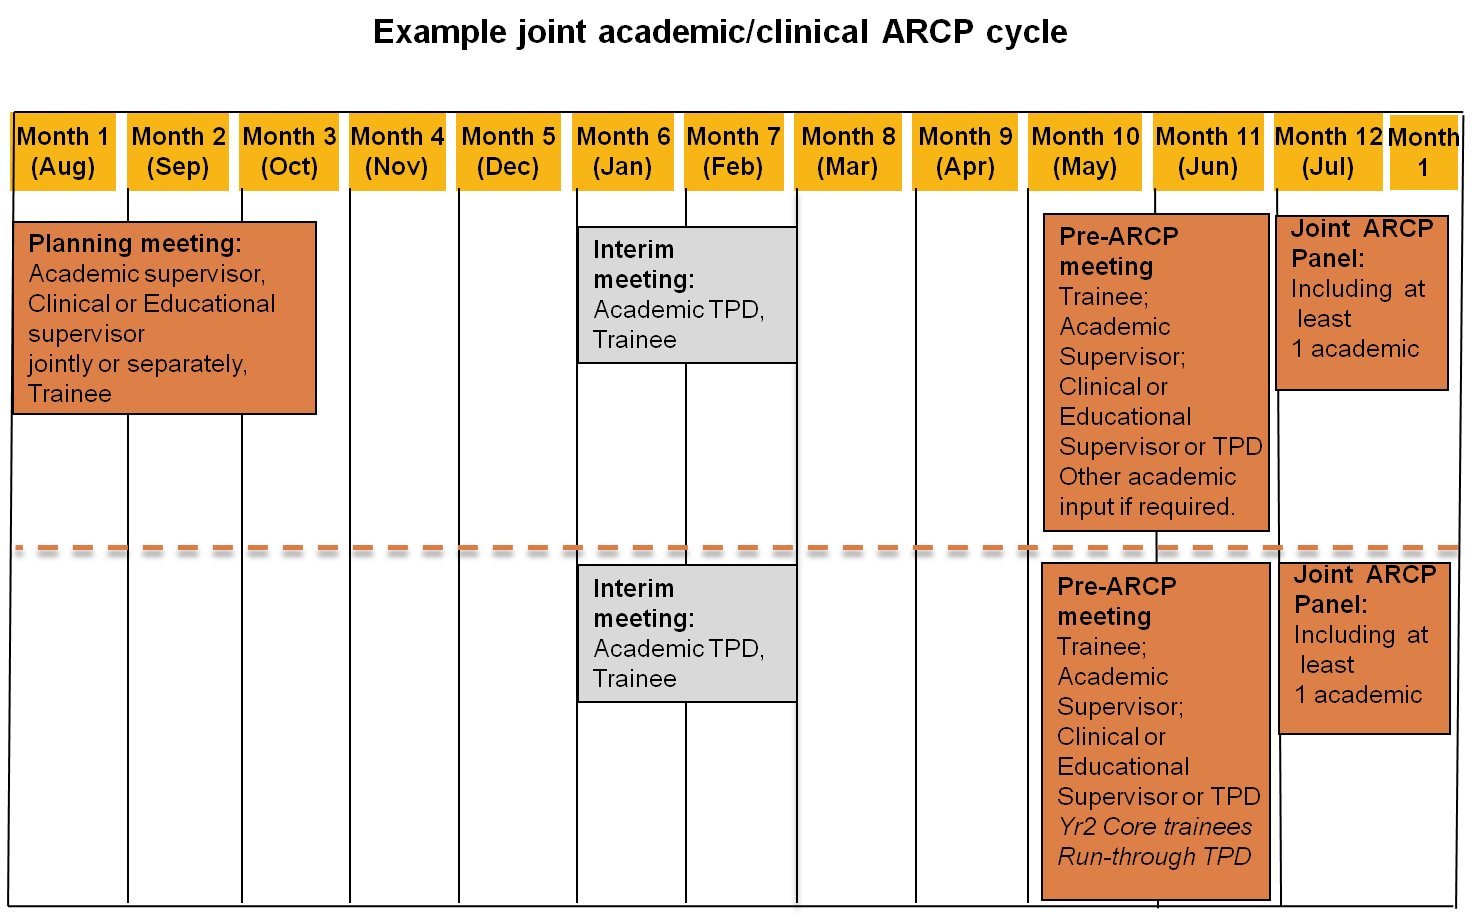 Example joint academic/clinical ARCP cycle
Month 1
(Aug)
Month 2
(Sep)
Month 3
(Oct)
Month 4
(Nov)
Month 5
(Dec)
Month 6
(Jan)
Month 7
(Feb)
Month 8
(Mar)
Month 9
(Apr)
Month 10
(May)
Month 11
(Jun)
Month 12
(Jul)
Month
1
Planning meeting:
Academic supervisor,
Clinical or Educational
supervisor
jointly or separately,
Trainee
Interim
meeting:
Academic TPD,
Trainee
Pre-ARCP
meeting
Trainee;
Academic
Supervisor;
Clinical or
Educational
Supervisor or TPD
Other academic
input if required.
Joint ARCP
Panel:
Including at
least
1 academic
Interim
meeting:
Academic TPD,
Trainee
Pre-ARCP
meeting
Trainee;
Academic
Supervisor;
Clinical or
Educational
Supervisor or TPD
Yr2 Core trainees
Run-through TPD
Joint ARCP
Panel:
Including at
least
1 academic